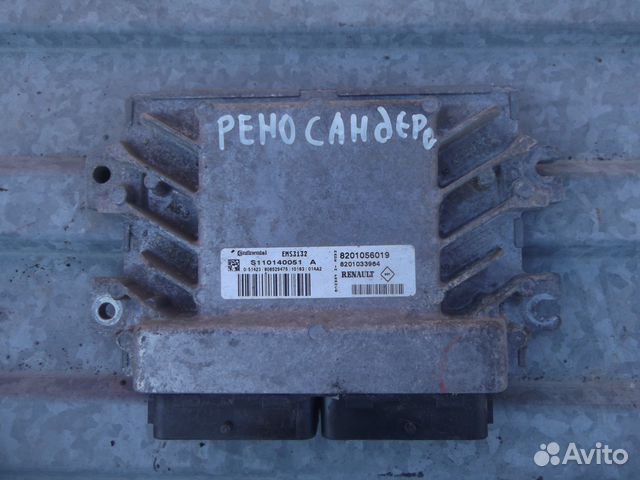 РЕНО САНДЕРО
Continental EMS3132
S110140051 A
8201056019
8201033964
RENAULT
Avito